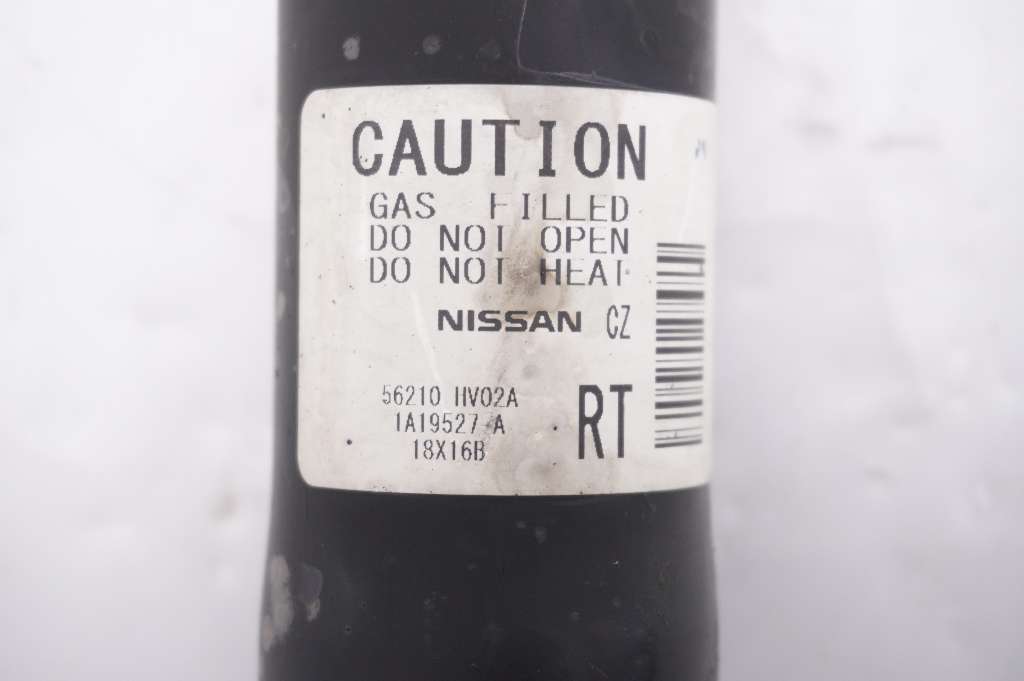 CAUTION
GAS FILLED
DO NOT OPEN
DO NOT HEAT
NISSAN CZ
56210 HV02A
1A19527-A
18X16B
RT